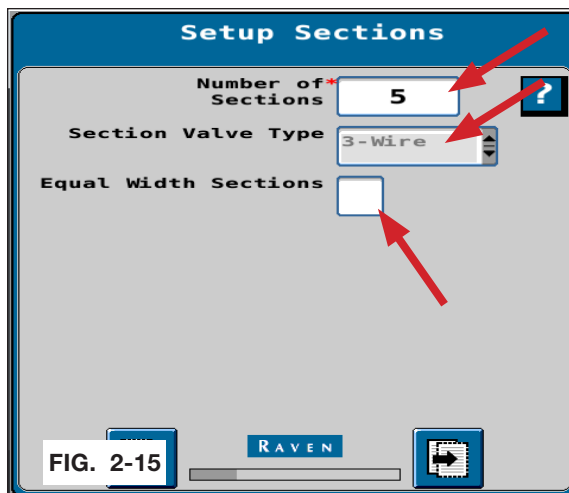 Setup Sections
Number of*
Sections
5
?
Section Valve Type
3-Wire
Equal Width Sections
FIG. 2-15
RAVEN